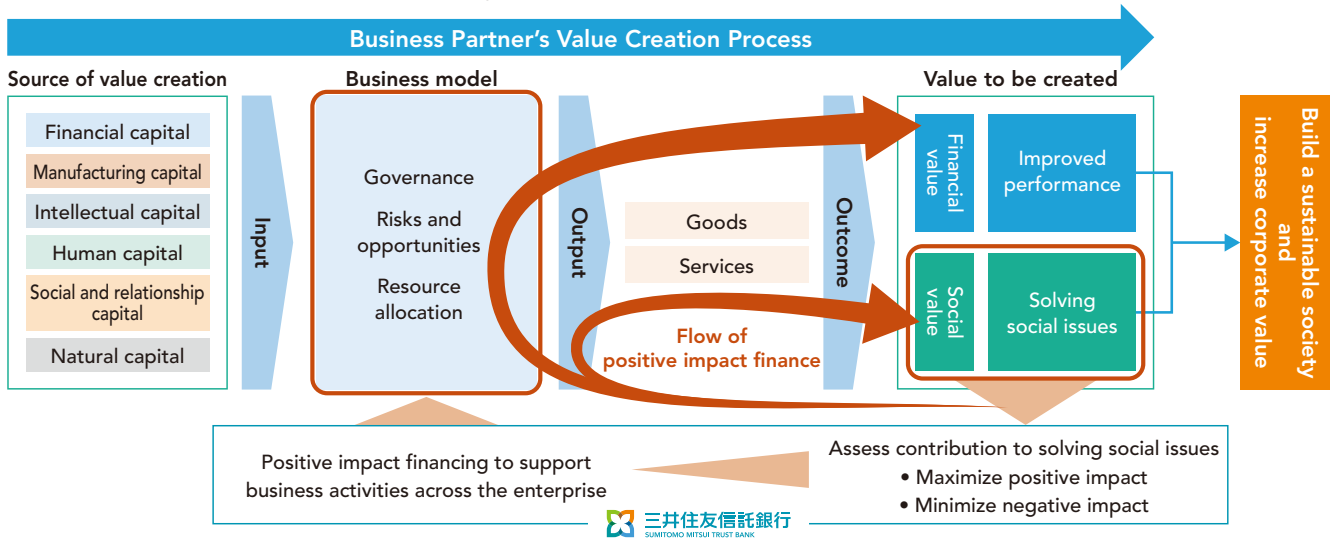 Business Partner's Value Creation Process
Source of value creation
Financial capital
Manufacturing capital
Intellectual capital
Human capital
Social and relationship
capital
Natural capital
Input
Business model
Governance
Risks and
opportunities
Resource
allocation
Output
Goods
Services
Flow of
positive impact finance
Outcome
Value to be created
Financial
value
Improved
performance
Social
value
Solving
social issues
Build a sustainable society
and
increase corporate value
Positive impact financing to support
business activities across the enterprise
Assess contribution to solving social issues
• Maximize positive impact
• Minimize negative impact
三井住友信託銀行
SUMITOMO MITSUI TRUST BANK